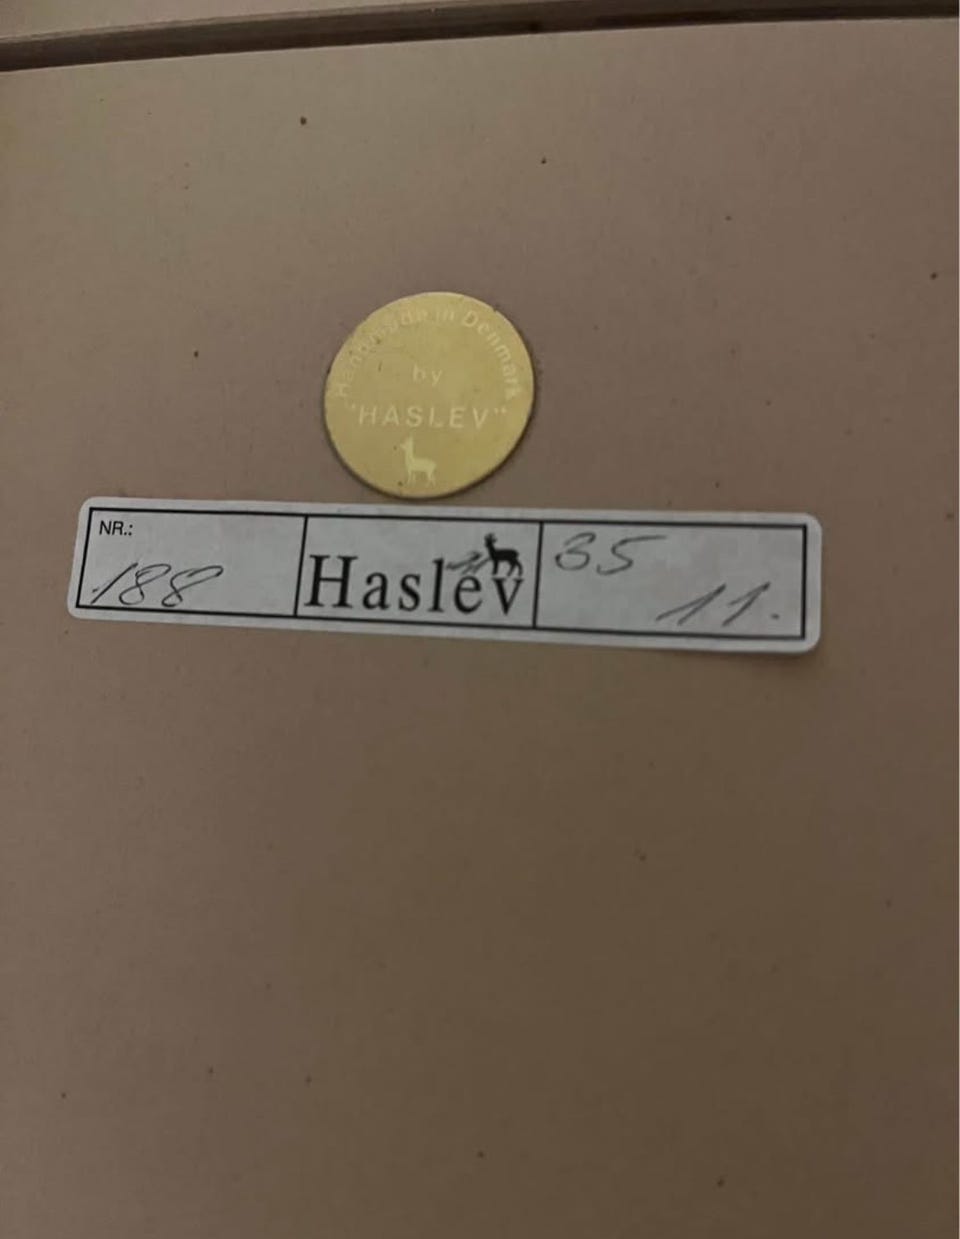 Handmade in Denmark
by
"HASLEV"
NR.:
188
Haslev
35
11.